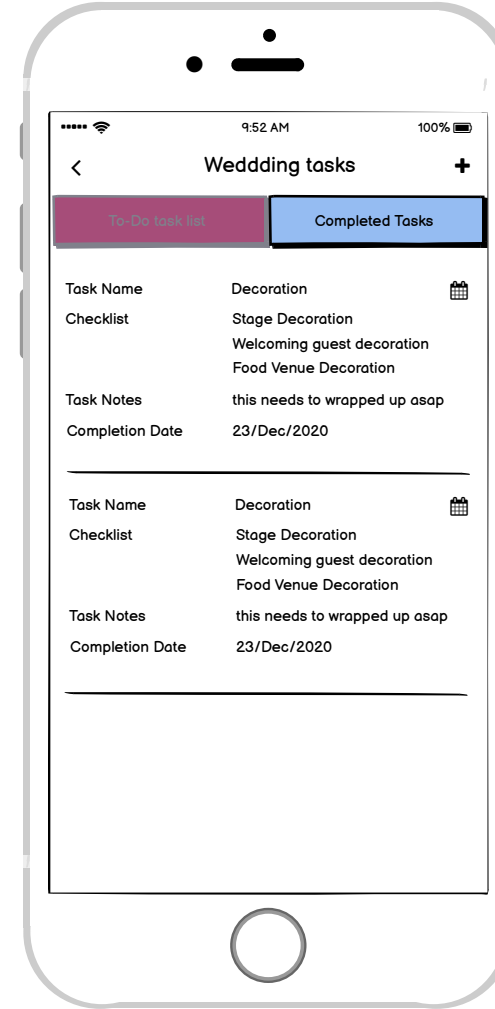 9:52 AM 100%
Weddding tasks
To-Do task list Completed Tasks
Task Name Decoration
Checklist Stage Decoration
Welcoming guest decoration
Food Venue Decoration
Task Notes this needs to wrapped up asap
Completion Date 23/Dec/2020
Task Name Decoration
Checklist Stage Decoration
Welcoming guest decoration
Food Venue Decoration
Task Notes this needs to wrapped up asap
Completion Date 23/Dec/2020